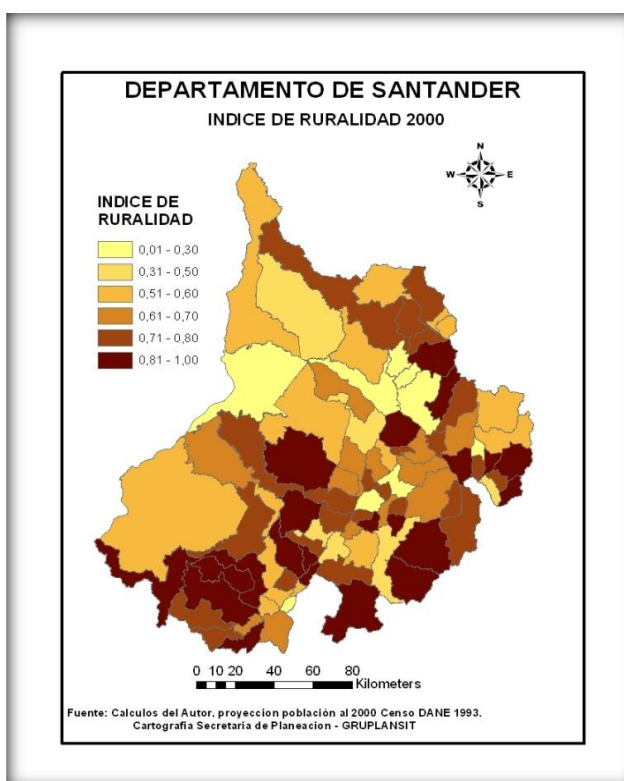 DEPARTAMENTO DE SANTANDER
INDICE DE RURALIDAD 2000
N
W E
S
INDICE DE
RURALIDAD
0,01 - 0,30
0,31 - 0,50
0,51 - 0,60
0,61 - 0,70
0,71 - 0,80
0,81 - 1,00
0 10 20 40 60 80
Kilometers
Fuente: Calculos del Autor, proyeccion población al 2000 Censo DANE 1993.
Cartografia Secretaria de Planeacion - GRUPLANSIT